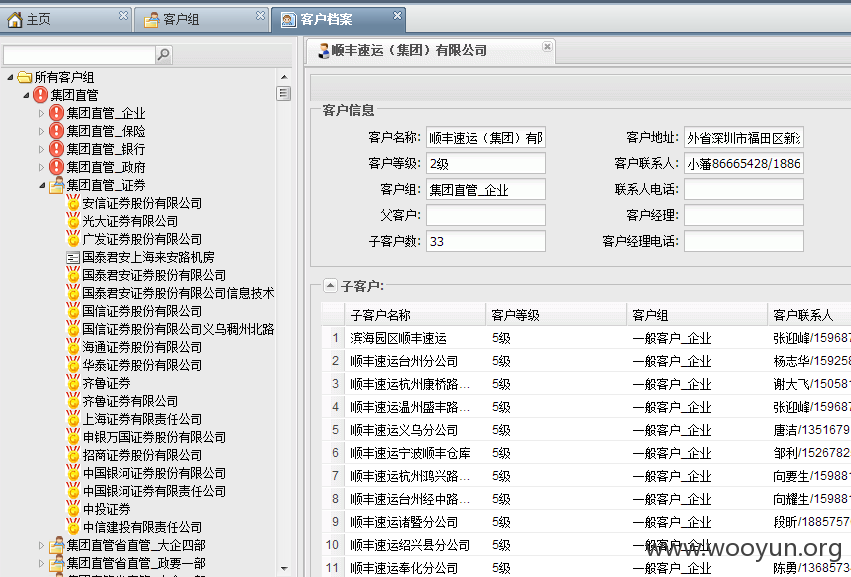 主页
客户组
客户档案
所有客户组
集团直管
集团直管_企业
集团直管_保险
集团直管_银行
集团直管_政府
集团直管_证券
安信证券股份有限公司
光大证券有限公司
广发证券股份有限公司
国泰君安上海来安路机房
国泰君安证券股份有限公司
国泰君安证券股份有限公司信息技术
国信证券股份有限公司
国信证券股份有限公司义乌稠州北路
海通证券股份有限公司
华泰证券股份有限公司
齐鲁证券
齐鲁证券有限公司
上海证券有限责任公司
申银万国证券股份有限公司
招商证券股份有限公司
中国银河证券股份有限公司
中国银河证券有限责任公司
中投证券
中信建投有限责任公司
集团直管省直管_大企四部
集团直管省直管_政要一部
顺丰速运（集团）有限公司
客户信息
客户名称: 顺丰速运（集团）有限 客户地址: 外省深圳市福田区新
客户等级: 2级 客户联系人: 小藩86665428/1886
客户组: 集团直管_企业 联系人电话:
父客户: 客户经理:
子客户数: 33 客户经理电话:
子客户:
子客户名称 客户等级 客户组 客户联系人
1 滨海园区顺丰速运 5级 一般客户_企业 张迎峰/15968
2 顺丰速运台州分公司 5级 一般客户_企业 杨志华/15925
3 顺丰速运杭州康桥路... 5级 一般客户_企业 谢大飞/15058
4 顺丰速运温州盛丰路... 5级 一般客户_企业 张迎峰/15968
5 顺丰速运义乌分公司 5级 一般客户_企业 唐洁/1351679
6 顺丰速运宁波顺丰仓库 5级 一般客户_企业 邹利/1526782
7 顺丰速运杭州鸿兴路... 5级 一般客户_企业 向要生/15988
8 顺丰速运台州经中路... 5级 一般客户_企业 向耀生/15988
9 顺丰速运诸暨分公司 5级 一般客户_企业 段昕/1885757
10 顺丰速运绍兴县分公司 5级 一般客户_企业
11 顺丰速运奉化分公司 5级 一般客户_企业 陈勇/1368573
www.wooyun.org